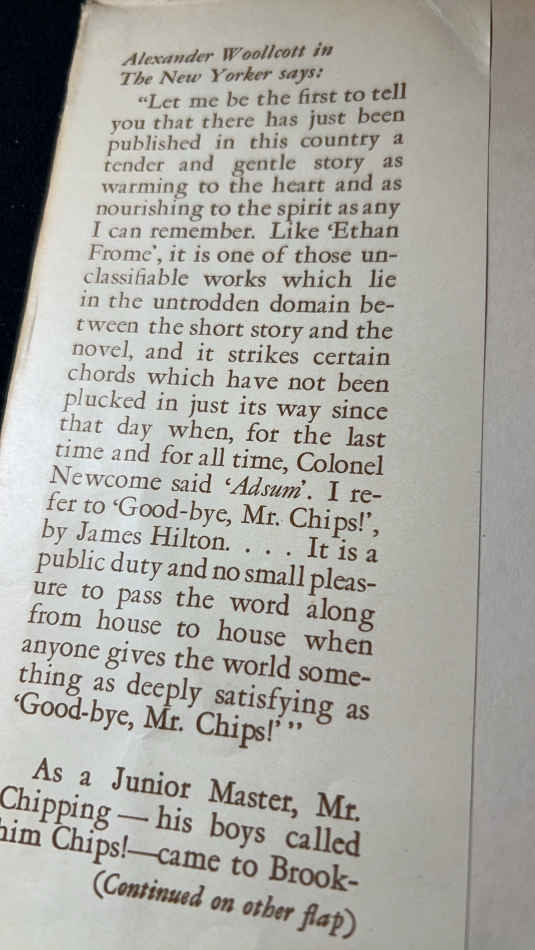 Alexander Woollcott in
The New Yorker says:
“Let me be the first to tell
you that there has just been
published in this country a
tender and gentle story as
warming to the heart and as
nourishing to the spirit as any
I can remember. Like ‘Ethan
Frome’, it is one of those un-
classifiable works which lie
in the untrodden domain be-
tween the short story and the
novel, and it strikes certain
chords which have not been
plucked in just its way since
that day when, for the last
time and for all time, Colonel
Newcome said ‘Adsum’. I re-
fer to ‘Good-bye, Mr. Chips!’,
by James Hilton. . . . It is a
public duty and no small pleas-
ure to pass the word along
from house to house when
anyone gives the world some-
thing as deeply satisfying as
‘Good-bye, Mr. Chips!’ ”
As a Junior Master, Mr.
Chipping — his boys called
him Chips!—came to Brook-
(Continued on other flap)